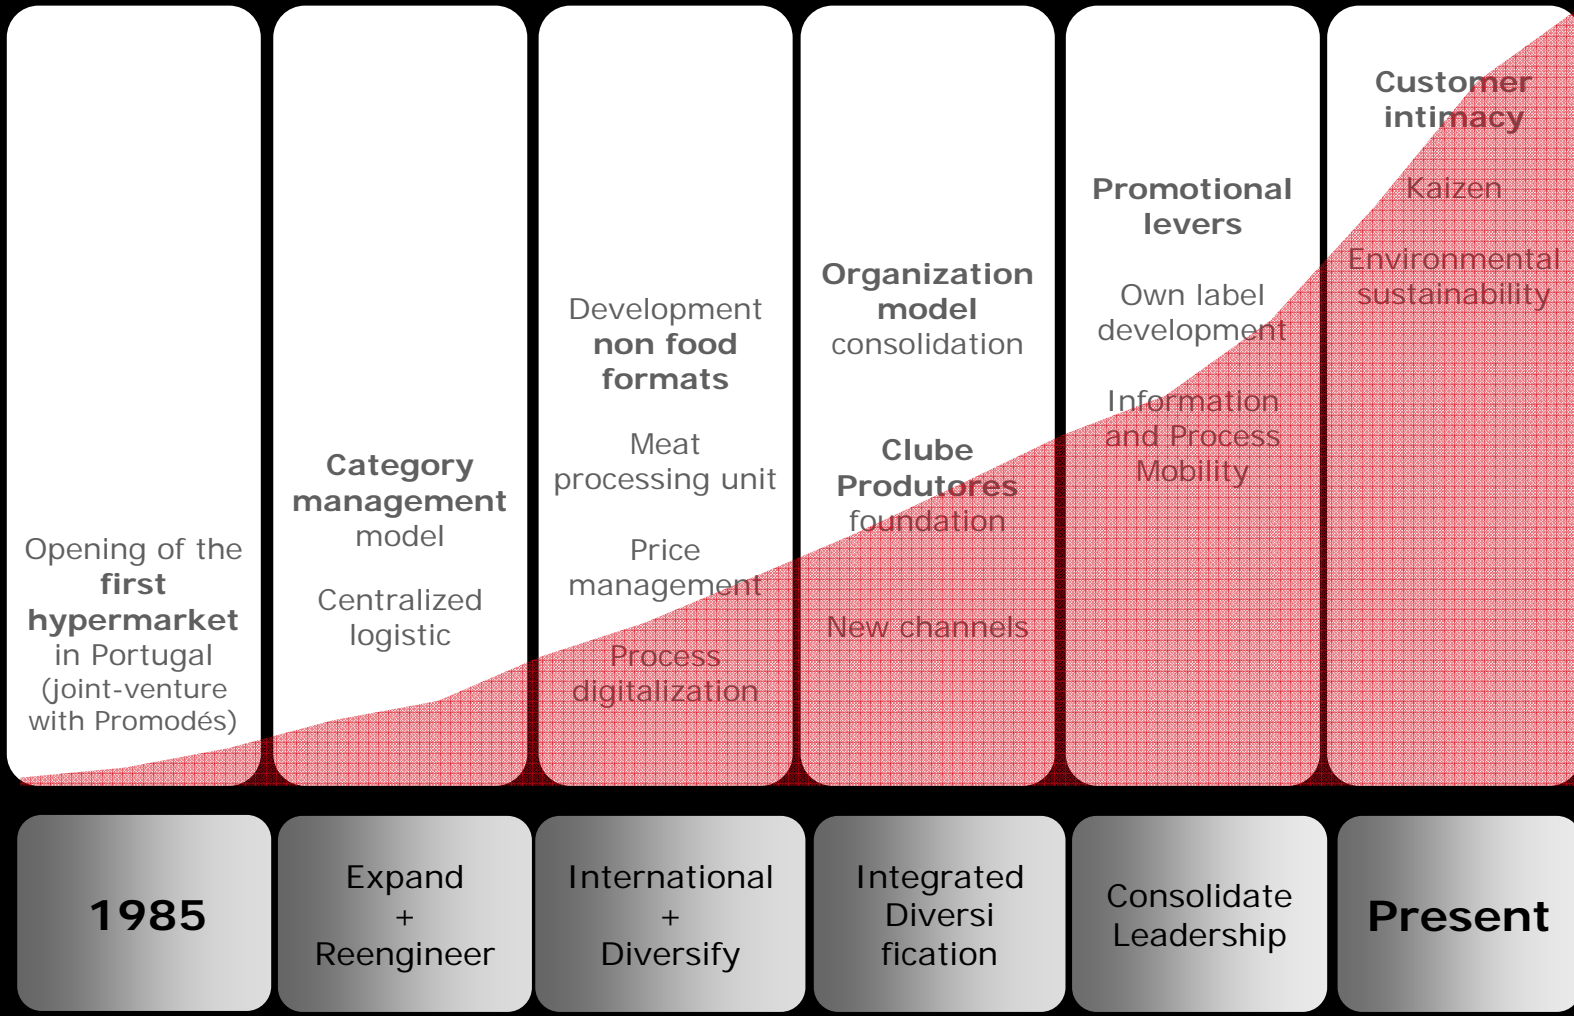 Opening of the
first
hypermarket
in Portugal
(joint-venture
with Promodés)
Category
management
model
Centralized
logistic
Development
non food
formats
Meat
processing unit
Price
management
Process
digitalization
Organization
model
consolidation
Clube
Produtores
foundation
New channels
Promotional
levers
Own label
development
Information
and Process
Mobility
Customer
intimacy
Kaizen
Environmental
sustainability
1985
Expand
+
Reengineer
International
+
Diversify
Integrated
Diversi
fication
Consolidate
Leadership
Present